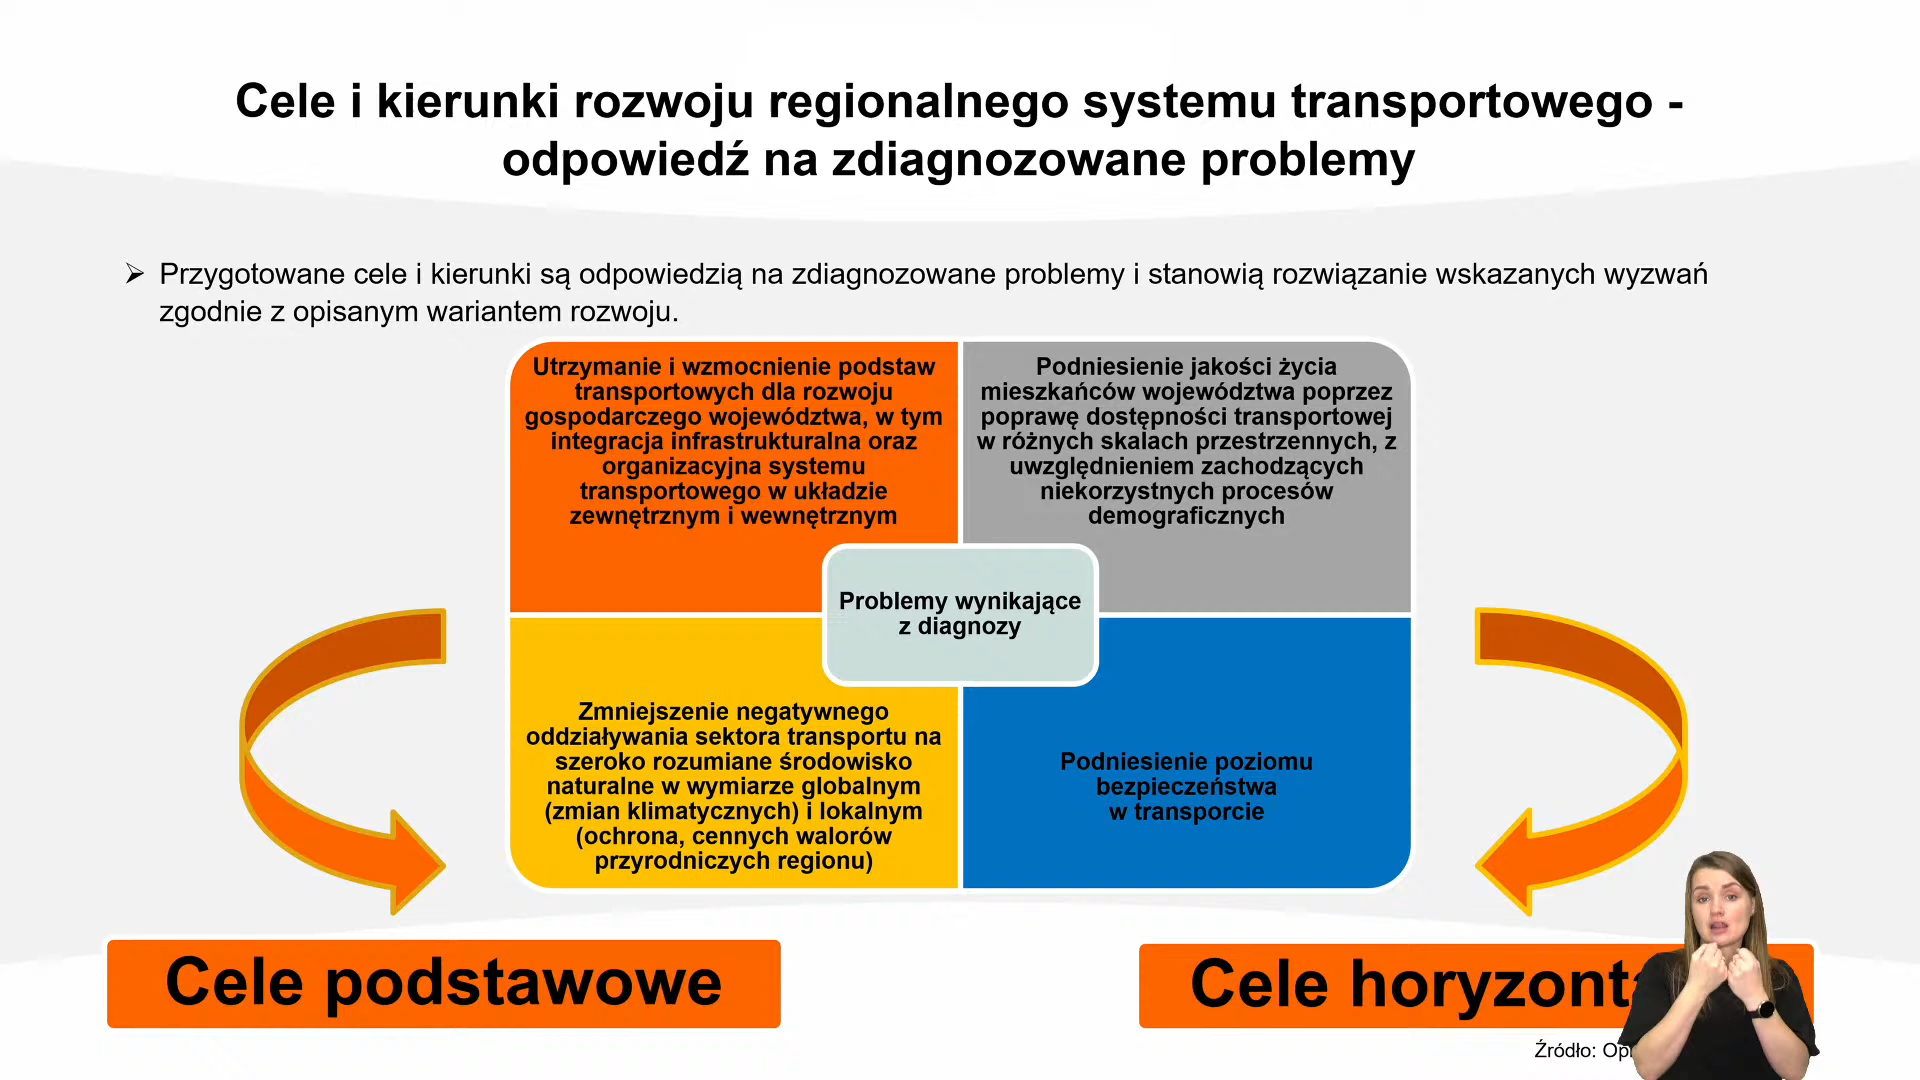 Cele i kierunki rozwoju regionalnego systemu transportowego -
odpowiedź na zdiagnozowane problemy
Przygotowane cele i kierunki są odpowiedzią na zdiagnozowane problemy i stanowią rozwiązanie wskazanych wyzwań
zgodnie z opisanym wariantem rozwoju.
Utrzymanie i wzmocnienie podstaw
transportowych dla rozwoju
gospodarczego województwa, w tym
integracja infrastrukturalna oraz
organizacyjna systemu
transportowego w układzie
zewnętrznym i wewnętrznym
Podniesienie jakości życia
mieszkańców województwa poprzez
poprawę dostępności transportowej
w różnych skalach przestrzennych, z
uwzględnieniem zachodzących
niekorzystnych procesów
demograficznych
Problemy wynikające
z diagnozy
Zmniejszenie negatywnego
oddziaływania sektora transportu na
szeroko rozumiane środowisko
naturalne w wymiarze globalnym
(zmian klimatycznych) i lokalnym
(ochrona, cennych walorów
przyrodniczych regionu)
Podniesienie poziomu
bezpieczeństwa
w transporcie
Cele podstawowe
Cele
Źródło: